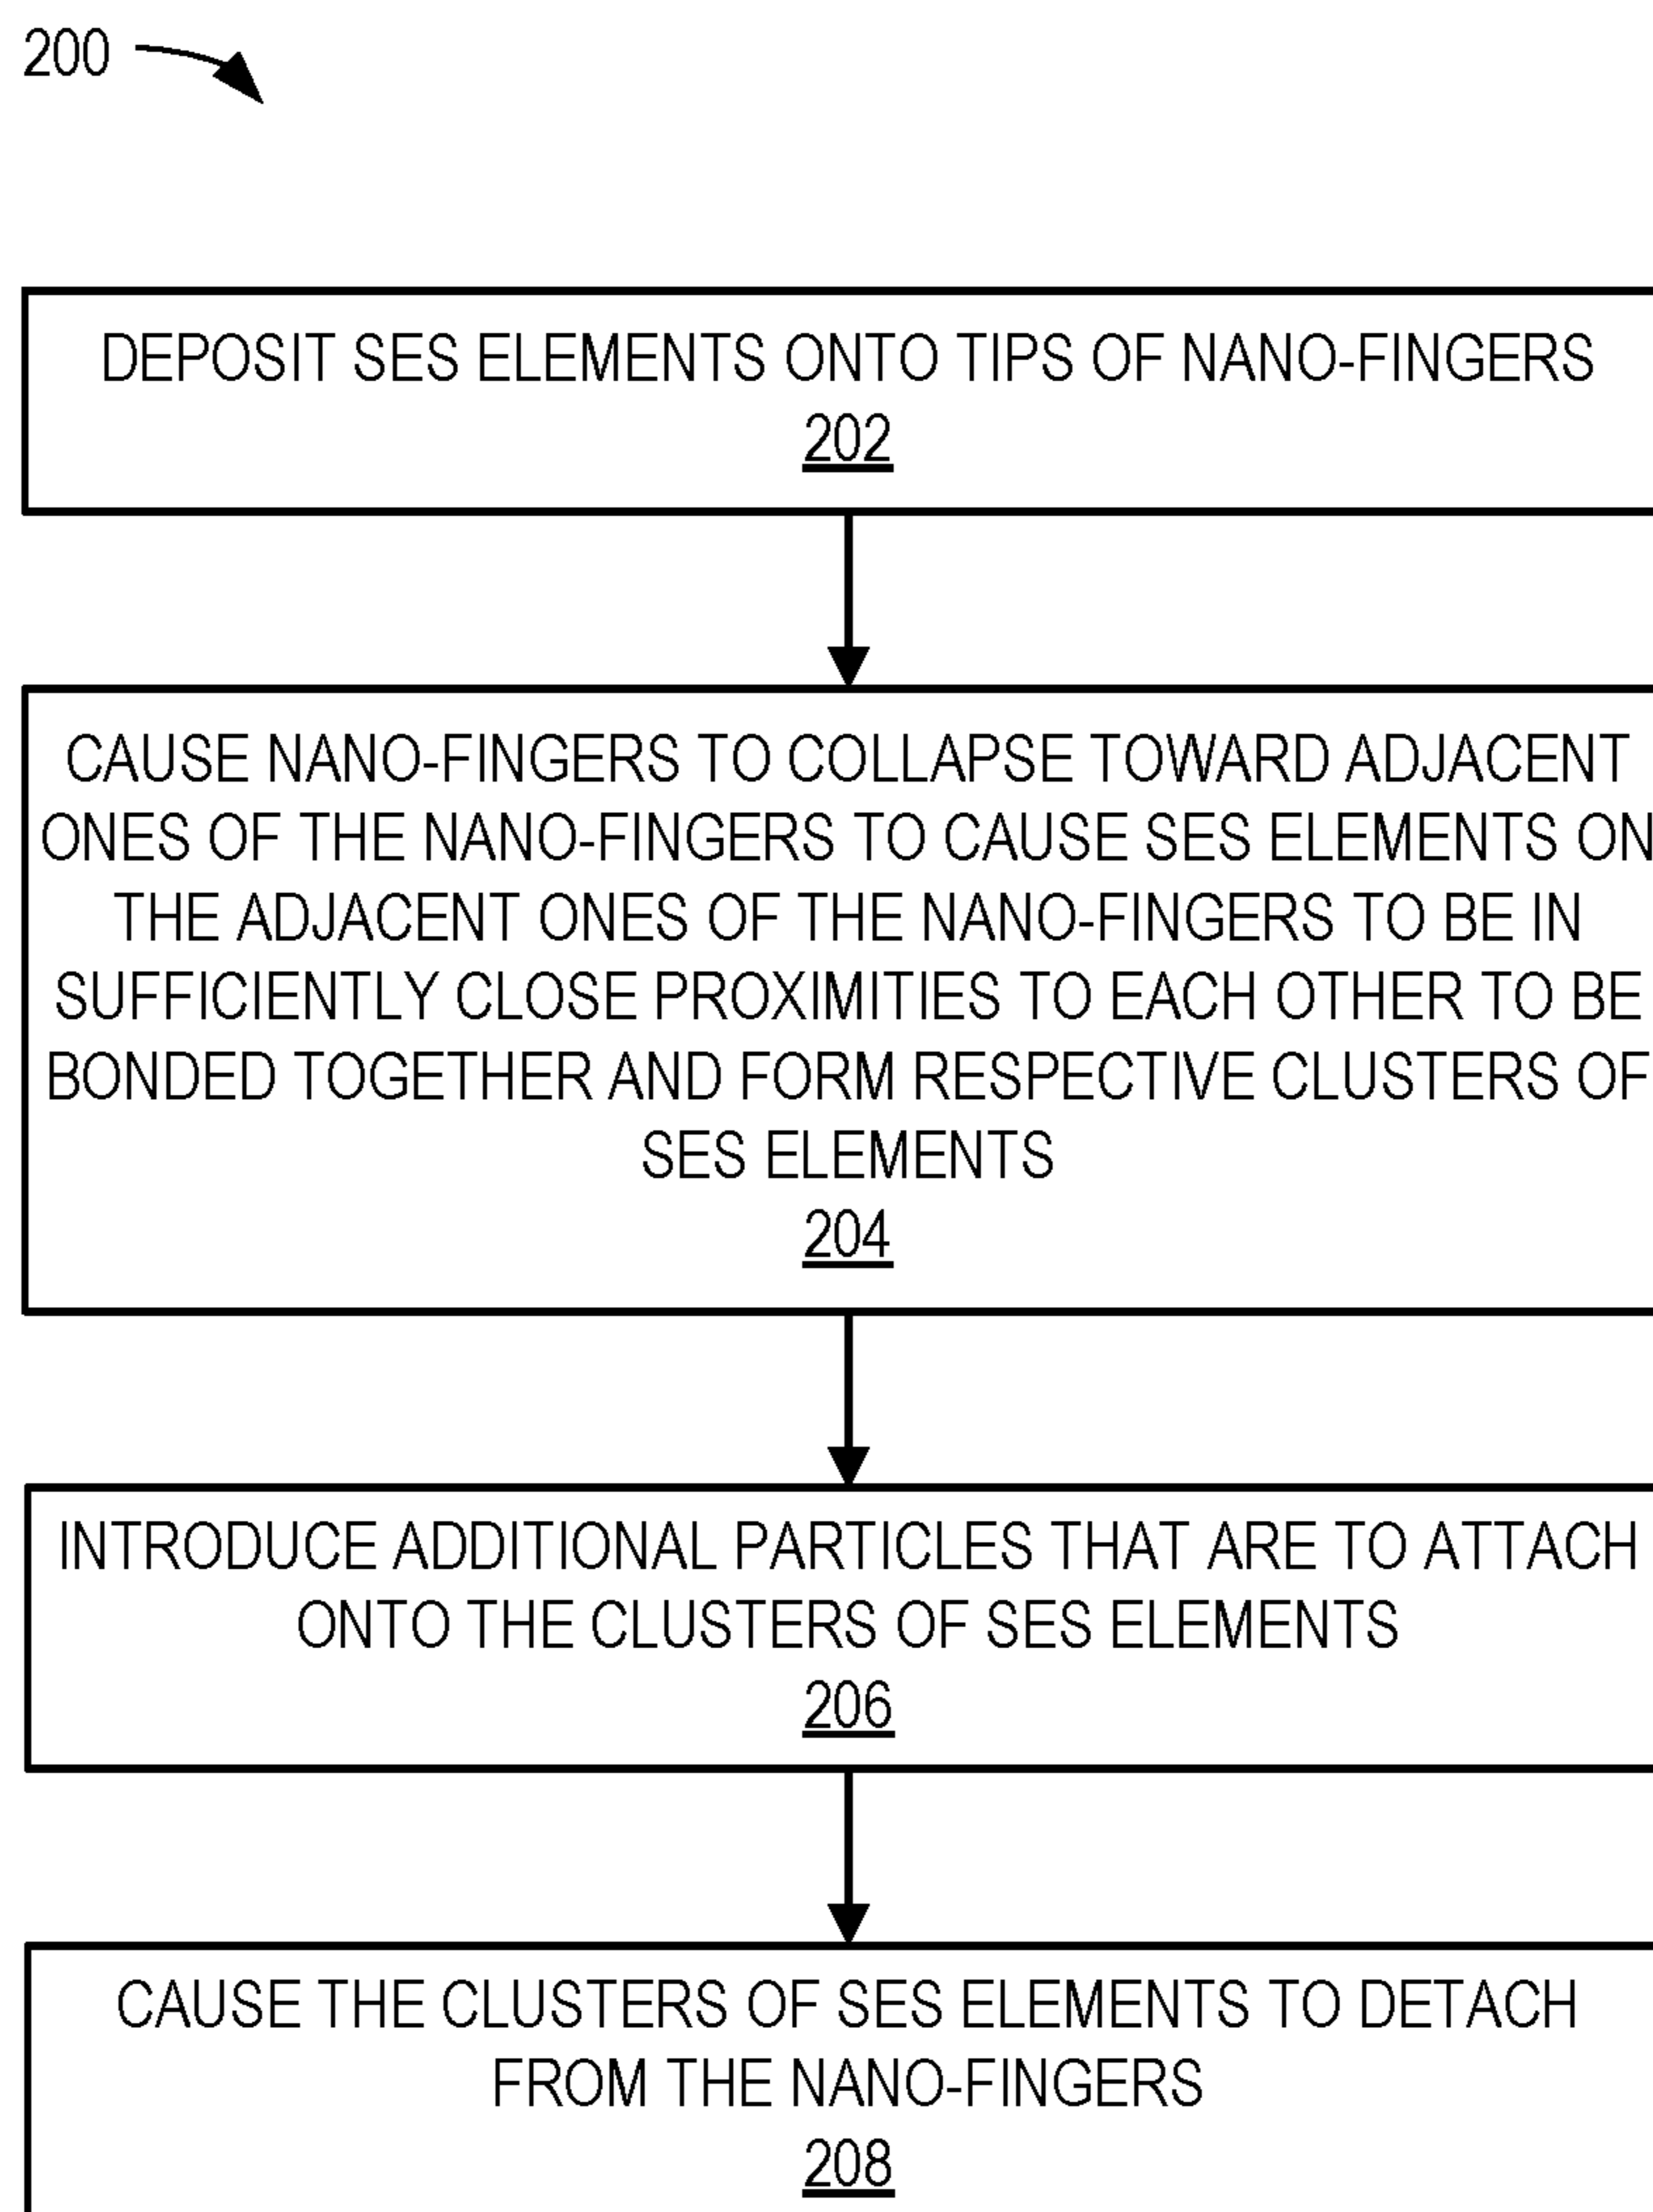 200
DEPOSIT SES ELEMENTS ONTO TIPS OF NANO-FINGERS
202
CAUSE NANO-FINGERS TO COLLAPSE TOWARD ADJACENT
ONES OF THE NANO-FINGERS TO CAUSE SES ELEMENTS ON
THE ADJACENT ONES OF THE NANO-FINGERS TO BE IN
SUFFICIENTLY CLOSE PROXIMITIES TO EACH OTHER TO BE
BONDED TOGETHER AND FORM RESPECTIVE CLUSTERS OF
SES ELEMENTS
204
INTRODUCE ADDITIONAL PARTICLES THAT ARE TO ATTACH
ONTO THE CLUSTERS OF SES ELEMENTS
206
CAUSE THE CLUSTERS OF SES ELEMENTS TO DETACH
FROM THE NANO-FINGERS
208